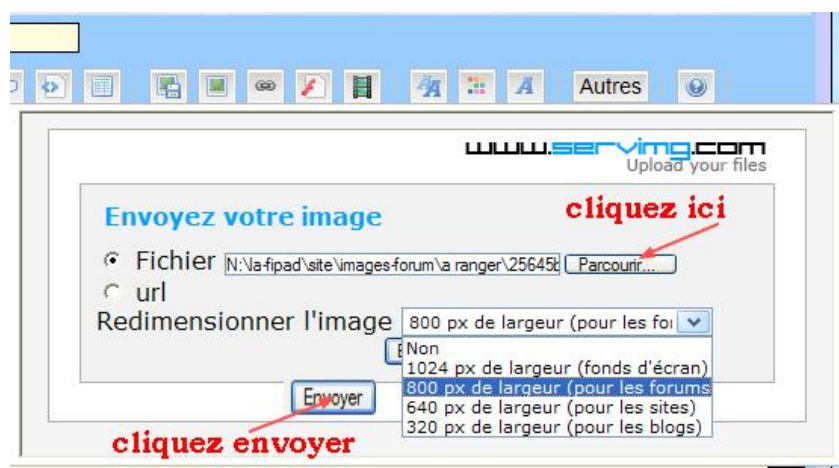 Autres
www.servimg.com
Upload your files
Envoyez votre image
cliquez ici
Fichier N:\la-fipad\site\images-forum\a ranger\25645b Parcourir...
url
Redimensionner l'image 800 px de largeur (pour les for
Non
1024 px de largeur (fonds d'écran)
800 px de largeur (pour les forums
640 px de largeur (pour les sites)
320 px de largeur (pour les blogs)
Envoyer
cliquez envoyer